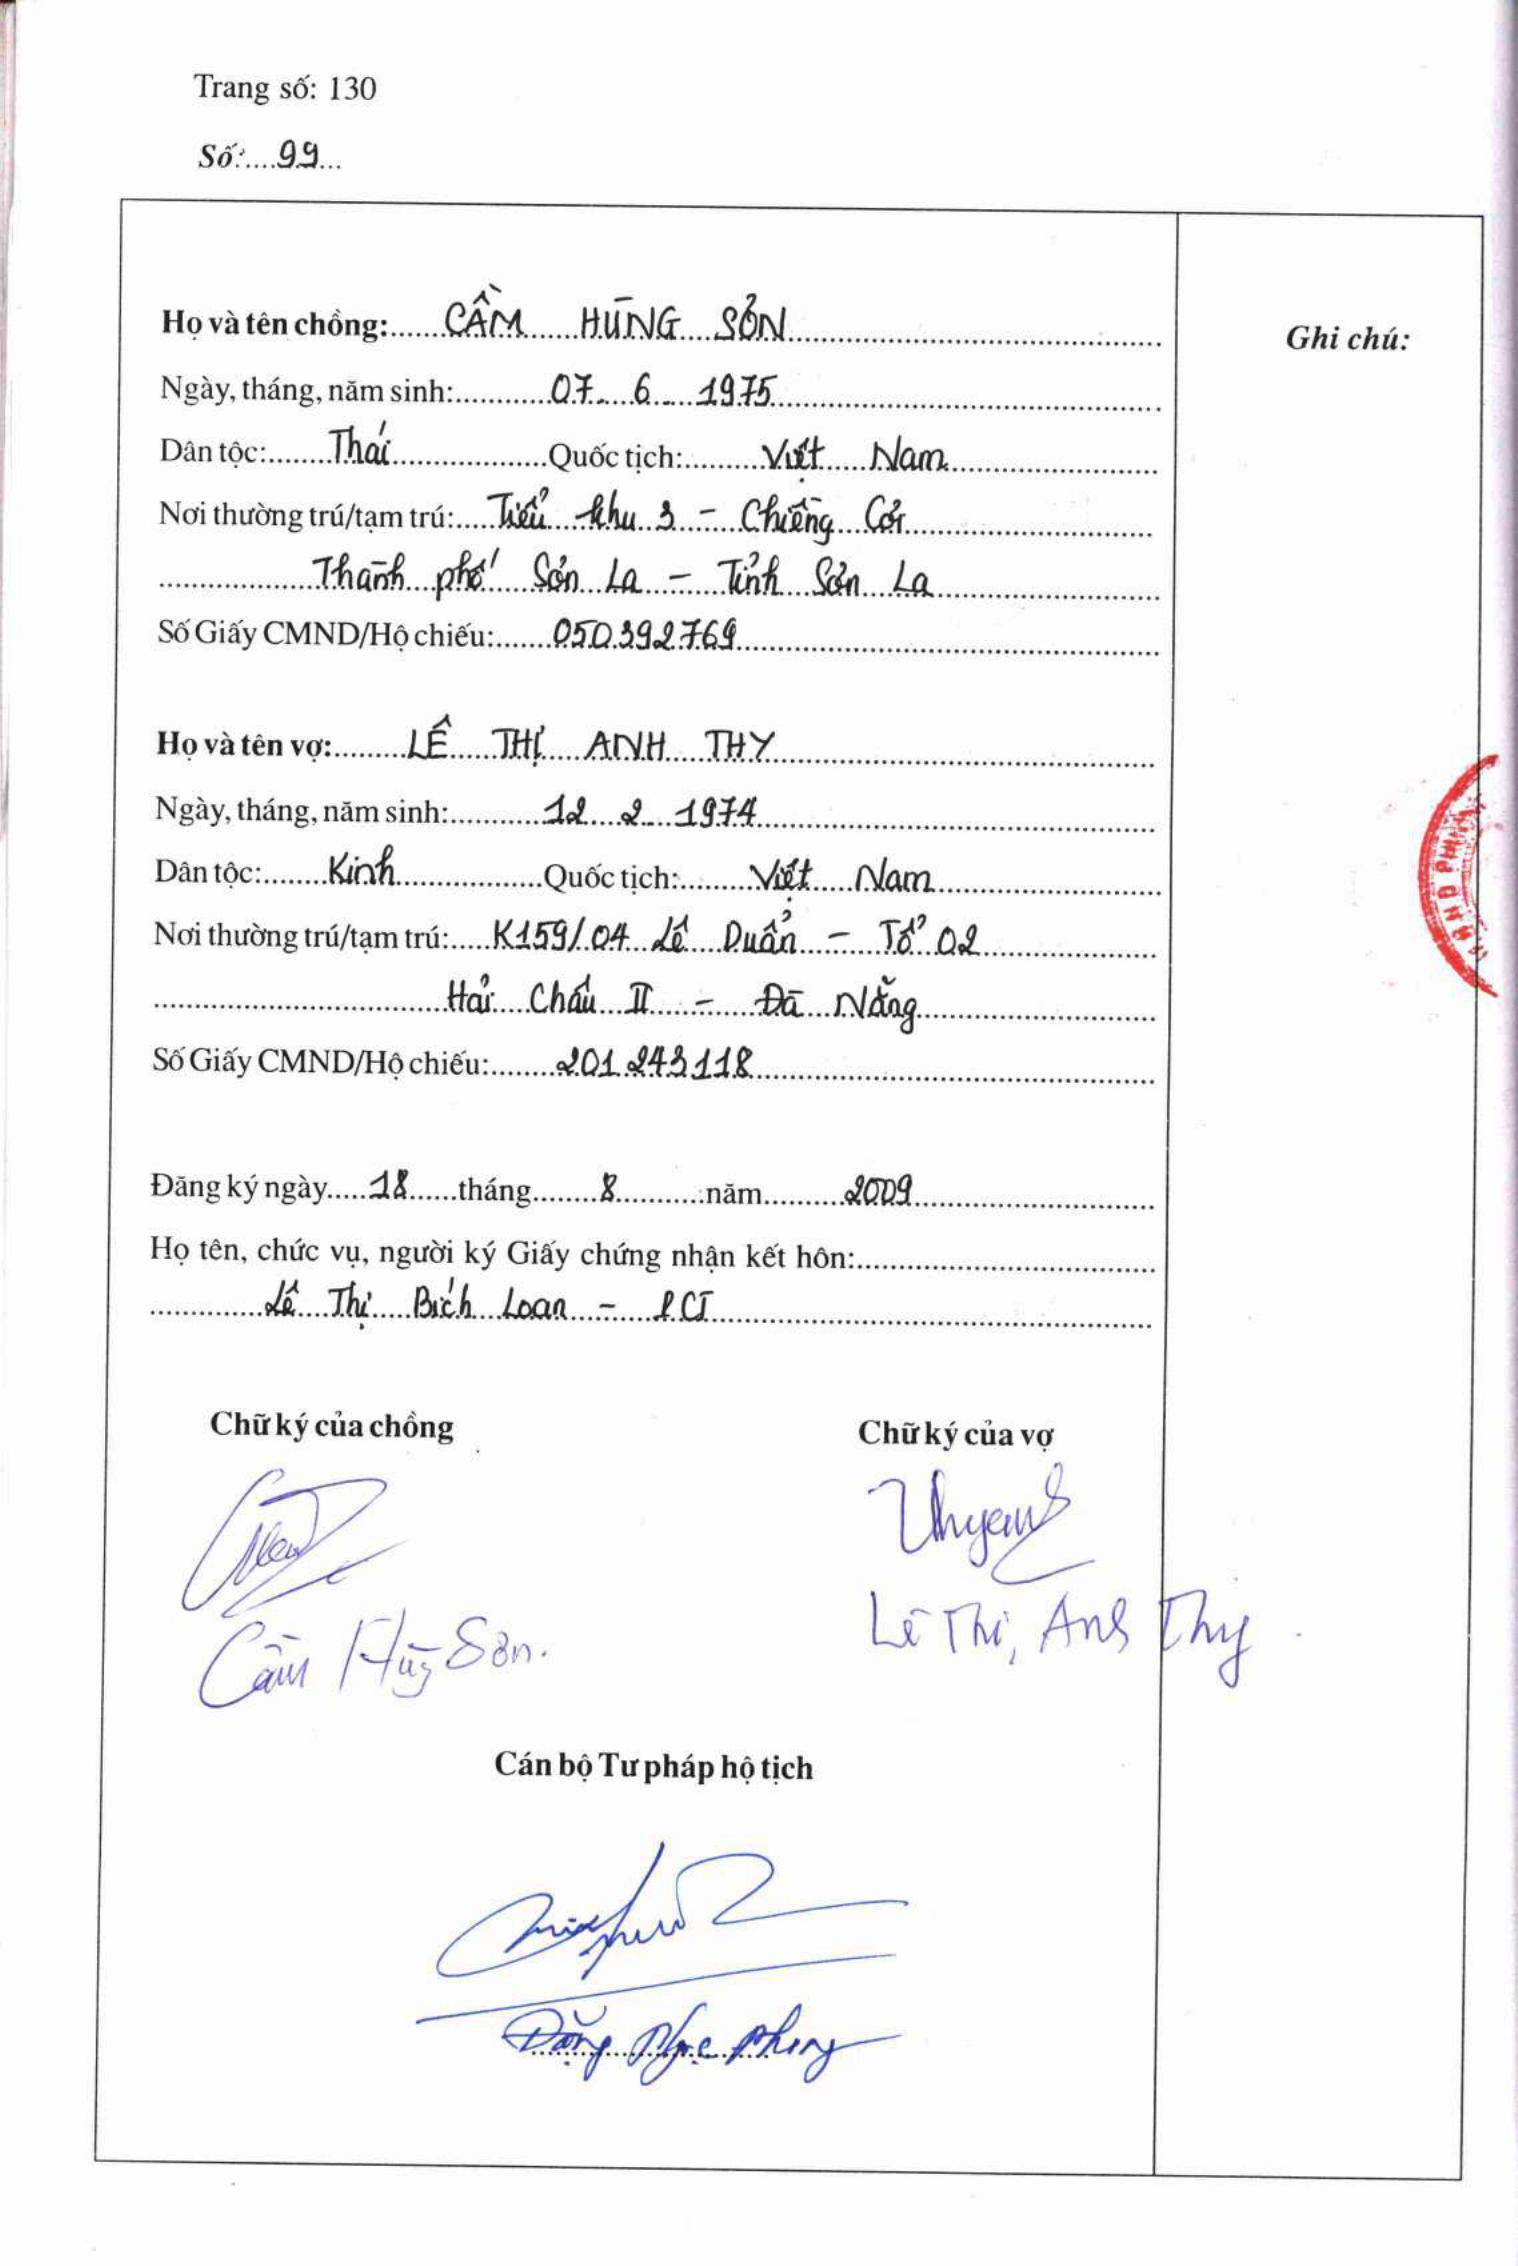 Trang số: 130
Số: 99
Họ và tên chồng: CẦM HÙNG SƠN
Ghi chú:
Ngày, tháng, năm sinh: 07 6 1975
Dân tộc: Thái Quốc tịch: Việt Nam
Nơi thường trú/tạm trú: Tiểu khu 3 - Chiềng Cơi
Thành phố Sơn La - Tỉnh Sơn La
Số Giấy CMND/Hộ chiếu: 050392769
Họ và tên vợ: LÊ THỊ ANH THY
Ngày, tháng, năm sinh: 12 2 1974
Dân tộc: Kinh Quốc tịch: Việt Nam
Nơi thường trú/tạm trú: K159/04 Lê Duẩn - Tổ 02
Hải Châu II - Đà Nẵng
Số Giấy CMND/Hộ chiếu: 201243118
Đăng ký ngày 18 tháng 8 năm 2009
Họ tên, chức vụ, người ký Giấy chứng nhận kết hôn:
Lê Thị Bích Loan - PCT
Chữ ký của chồng Chữ ký của vợ
Cầm Hùng Sơn. Lê Thị Anh Thy
Cán bộ Tư pháp hộ tịch
Đặng Ngọc Phong